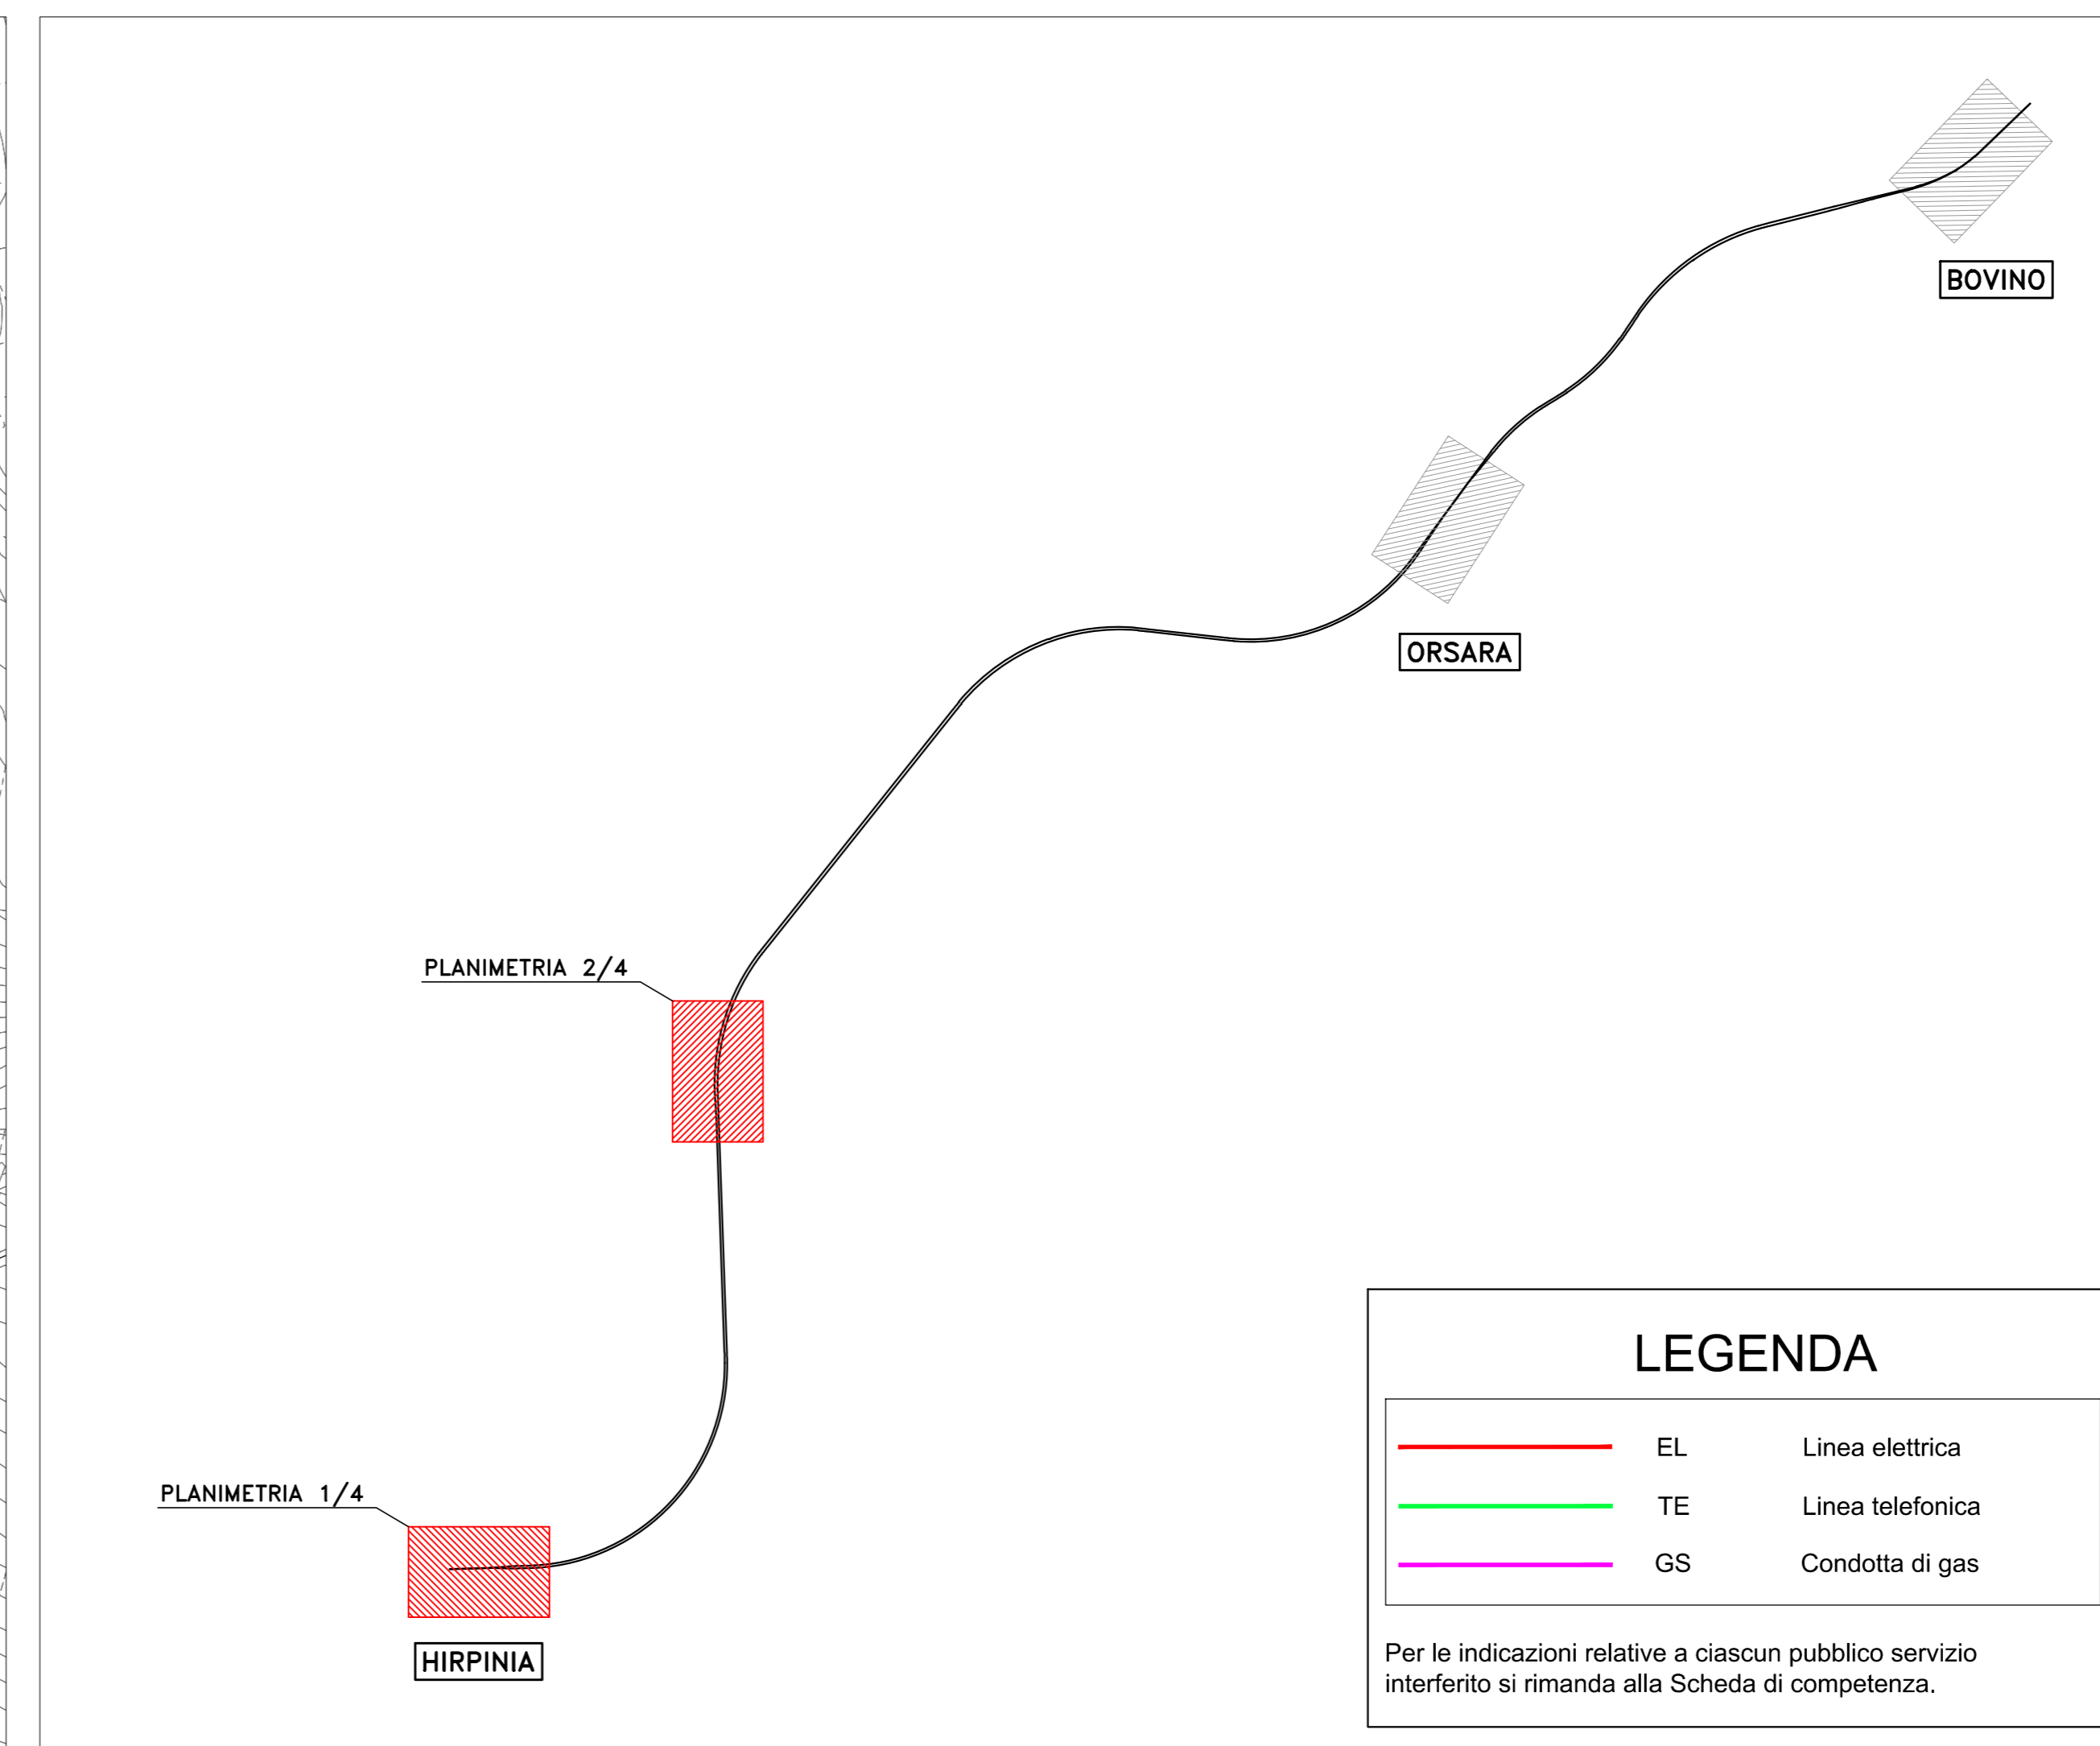 BOVINO
ORSARA
PLANIMETRIA 2/4
PLANIMETRIA 1/4
HIRPINIA
LEGENDA
EL Linea elettrica
TE Linea telefonica
GS Condotta di gas
Per le indicazioni relative a ciascun pubblico servizio
interferito si rimanda alla Scheda di competenza.